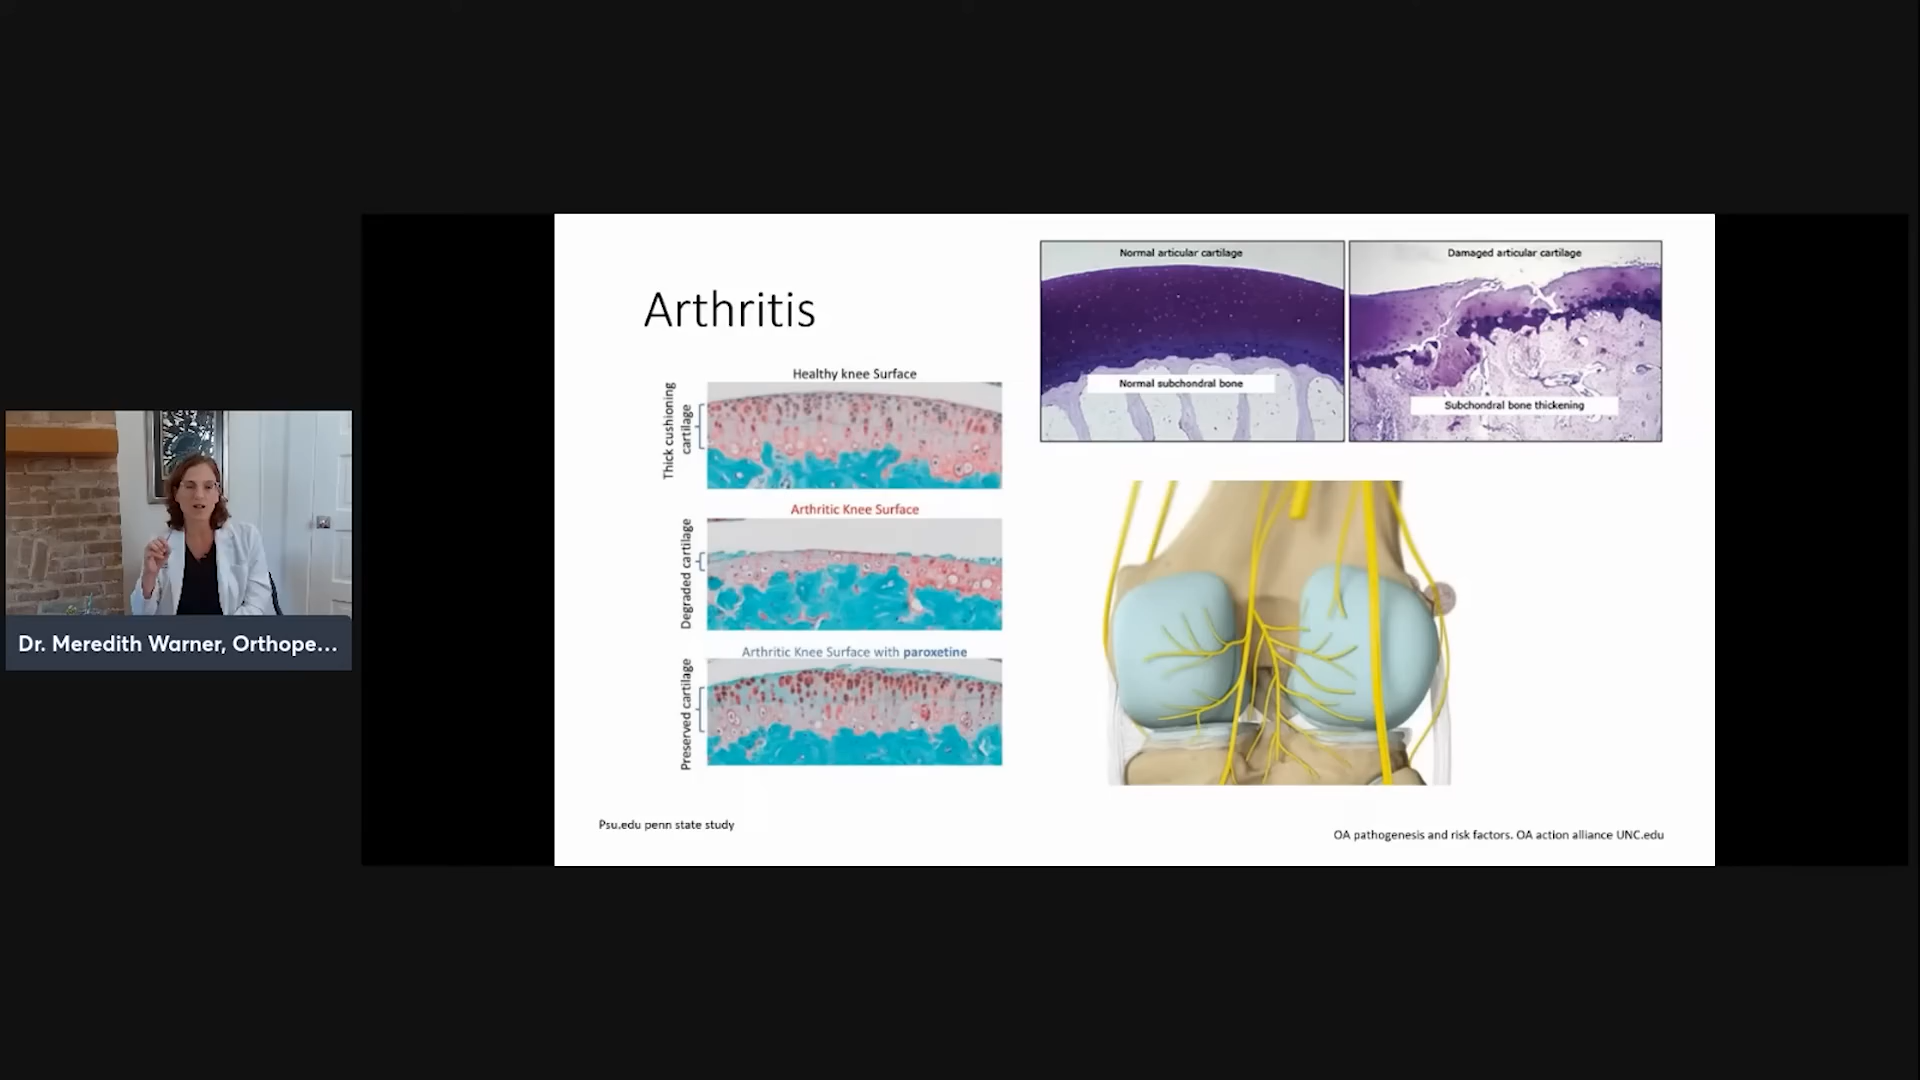 Arthritis
Healthy knee Surface
Thick cushioning
cartilage
Arthritic Knee Surface
Degraded cartilage
Arthritic Knee Surface with paroxetine
Preserved cartilage
Psu.edu penn state study
Normal articular cartilage
Normal subchondral bone
Damaged articular cartilage
Subchondral bone thickening
OA pathogenesis and risk factors. OA action alliance UNC.edu
Dr. Meredith Warner, Orthope...